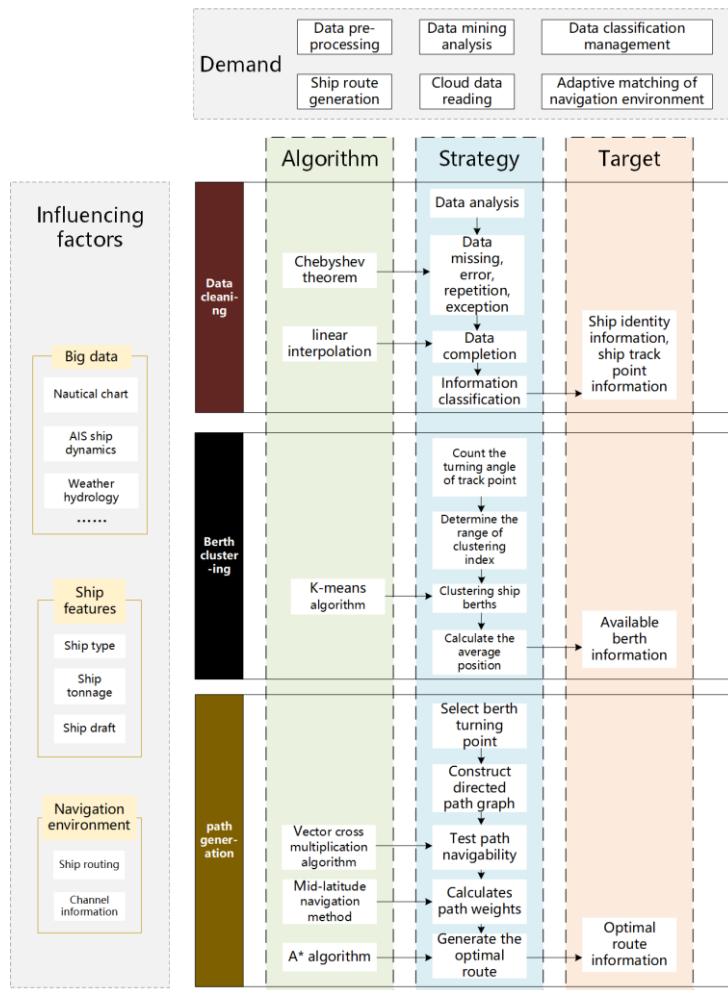 Demand
Data pre-
processing
Data mining
analysis
Data classification
management
Ship route
generation
Cloud data
reading
Adaptive matching of
navigation environment
Influencing
factors
Big data
Nautical chart
AIS ship
dynamics
Weather
hydrology
······
Ship
features
Ship type
Ship
tonnage
Ship draft
Navigation
environment
Ship routing
Channel
information
Algorithm
Strategy
Target
Data
cleani-
ng
Chebyshev
theorem
linear
interpolation
Data analysis
Data
missing,
error,
repetition,
exception
Data
completion
Information
classification
Ship identity
information,
ship track
point
information
Berth
cluster
-ing
K-means
algorithm
Count the
turning angle
of track point
Determine the
range of
clustering
index
Clustering ship
berths
Calculate the
average
position
Available
berth
information
path
gener-
ation
Vector cross
multiplication
algorithm
Mid-latitude
navigation
method
A* algorithm
Select berth
turning
point
Construct
directed
path graph
Test path
navigability
Calculates
path weights
Generate the
optimal
route
Optimal
route
information